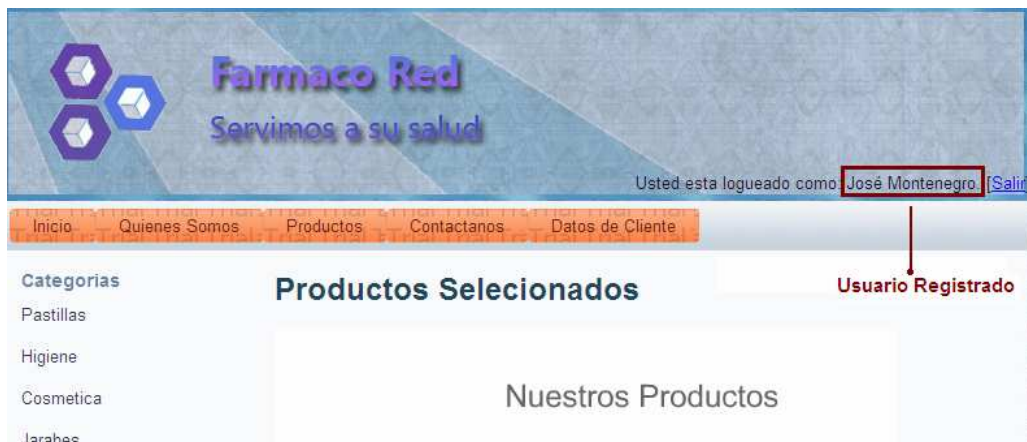 Farmaco Red
Servimos a su salud
Usted esta logueado como: José Montenegro. [Salir
Inicio Quienes Somos Productos Contactanos Datos de Cliente
Categorias
Productos Selecionados
Usuario Registrado
Pastillas
Higiene
Cosmetica
Nuestros Productos
Jarabes